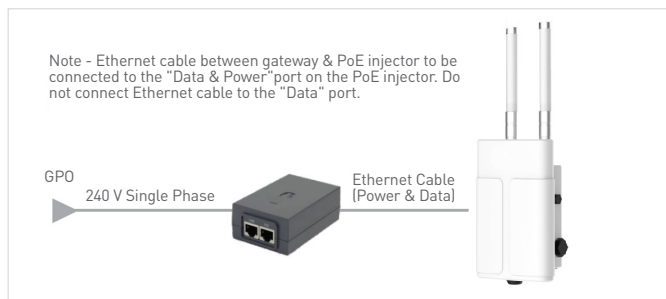 Note - Ethernet cable between gateway & PoE injector to be
connected to the "Data & Power"port on the PoE injector. Do
not connect Ethernet cable to the "Data" port.
GPO
240 V Single Phase
Ethernet Cable
(Power & Data)